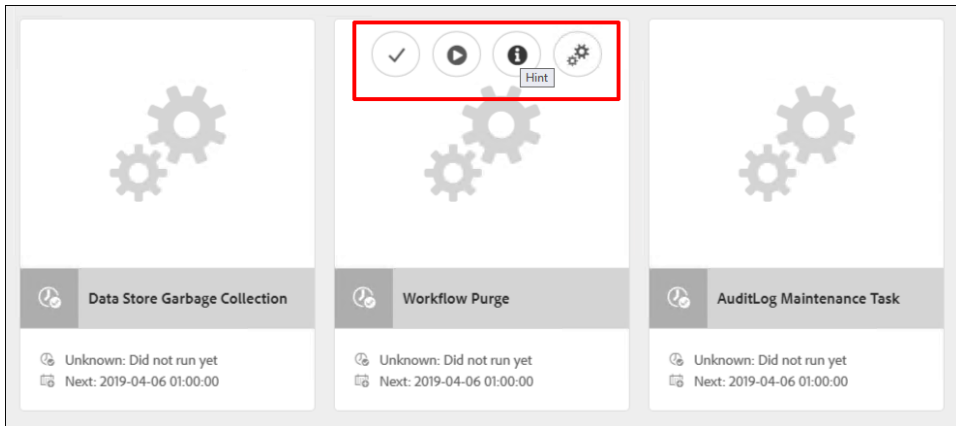 Hint
Data Store Garbage Collection
Workflow Purge
AuditLog Maintenance Task
Unknown: Did not run yet
Next: 2019-04-06 01:00:00
Unknown: Did not run yet
Next: 2019-04-06 01:00:00
Unknown: Did not run yet
Next: 2019-04-06 01:00:00